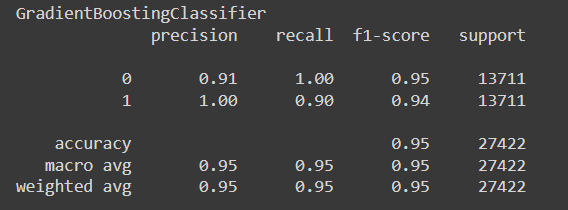 GradientBoostingClassifier
precision recall f1-score support
0 0.91 1.00 0.95 13711
1 1.00 0.90 0.94 13711
accuracy 0.95 27422
macro avg 0.95 0.95 0.95 27422
weighted avg 0.95 0.95 0.95 27422